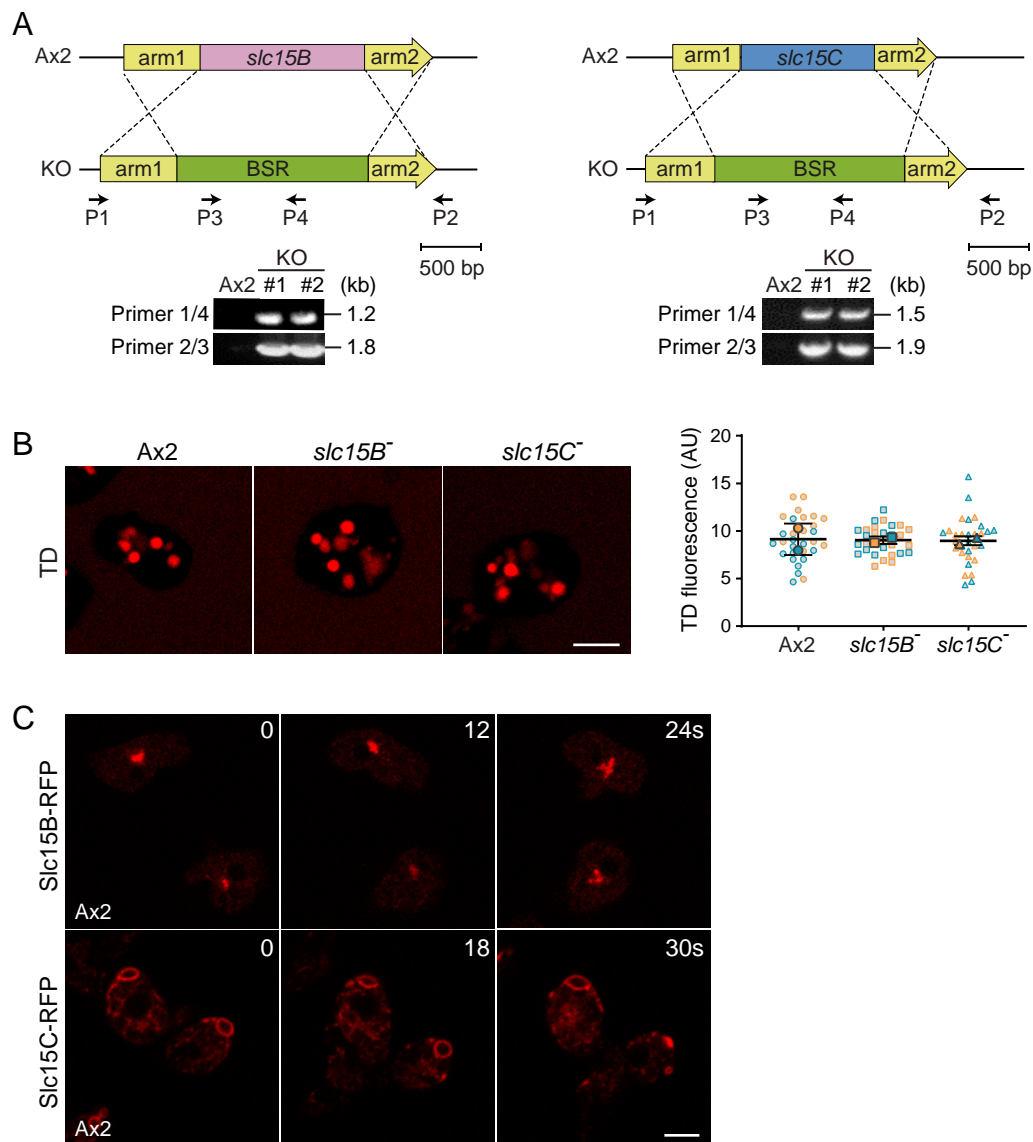 A
Ax2 arm1 slc15B arm2
KO arm1 BSR arm2
P1 P3 P4 P2
500 bp
KO
Ax2 #1 #2 (kb)
Primer 1/4 1.2
Primer 2/3 1.8
Ax2 arm1 slc15C arm2
KO arm1 BSR arm2
P1 P3 P4 P2
500 bp
KO
Ax2 #1 #2 (kb)
Primer 1/4 1.5
Primer 2/3 1.9
B
Ax2 slc15B- slc15C-
TD
TD fluorescence (AU)
20
15
10
5
0
Ax2 slc15B- slc15C-
C
Slc15B-RFP
0 12 24s
Ax2
Slc15C-RFP
0 18 30s
Ax2